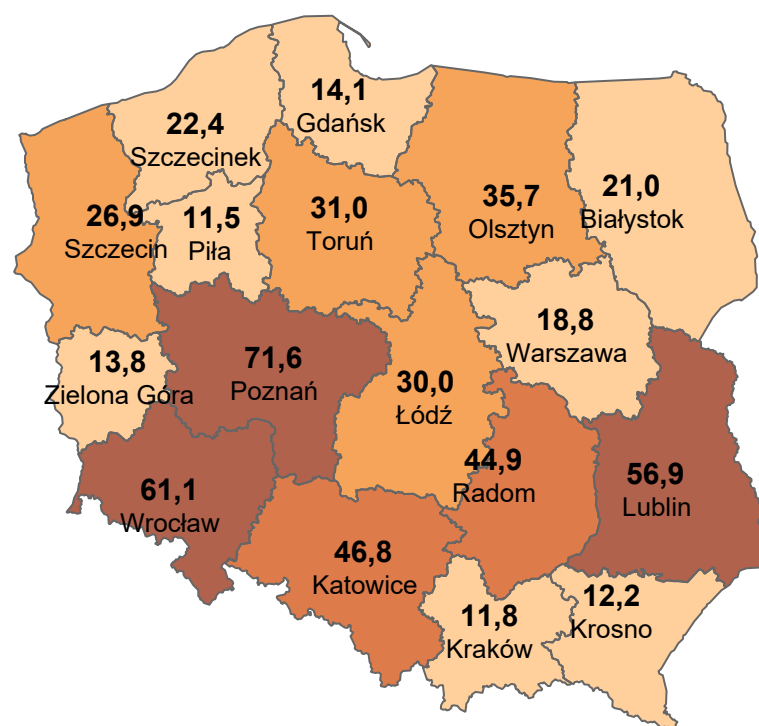 14,1
Gdańsk
22,4
Szczecinek
35,7
Olsztyn
21,0
Białystok
26,9
Szczecin
11,5
Piła
31,0
Toruń
18,8
Warszawa
13,8
Zielona Góra
71,6
Poznań
30,0
Łódź
44,9
Radom
56,9
Lublin
61,1
Wrocław
46,8
Katowice
11,8
Kraków
12,2
Krosno